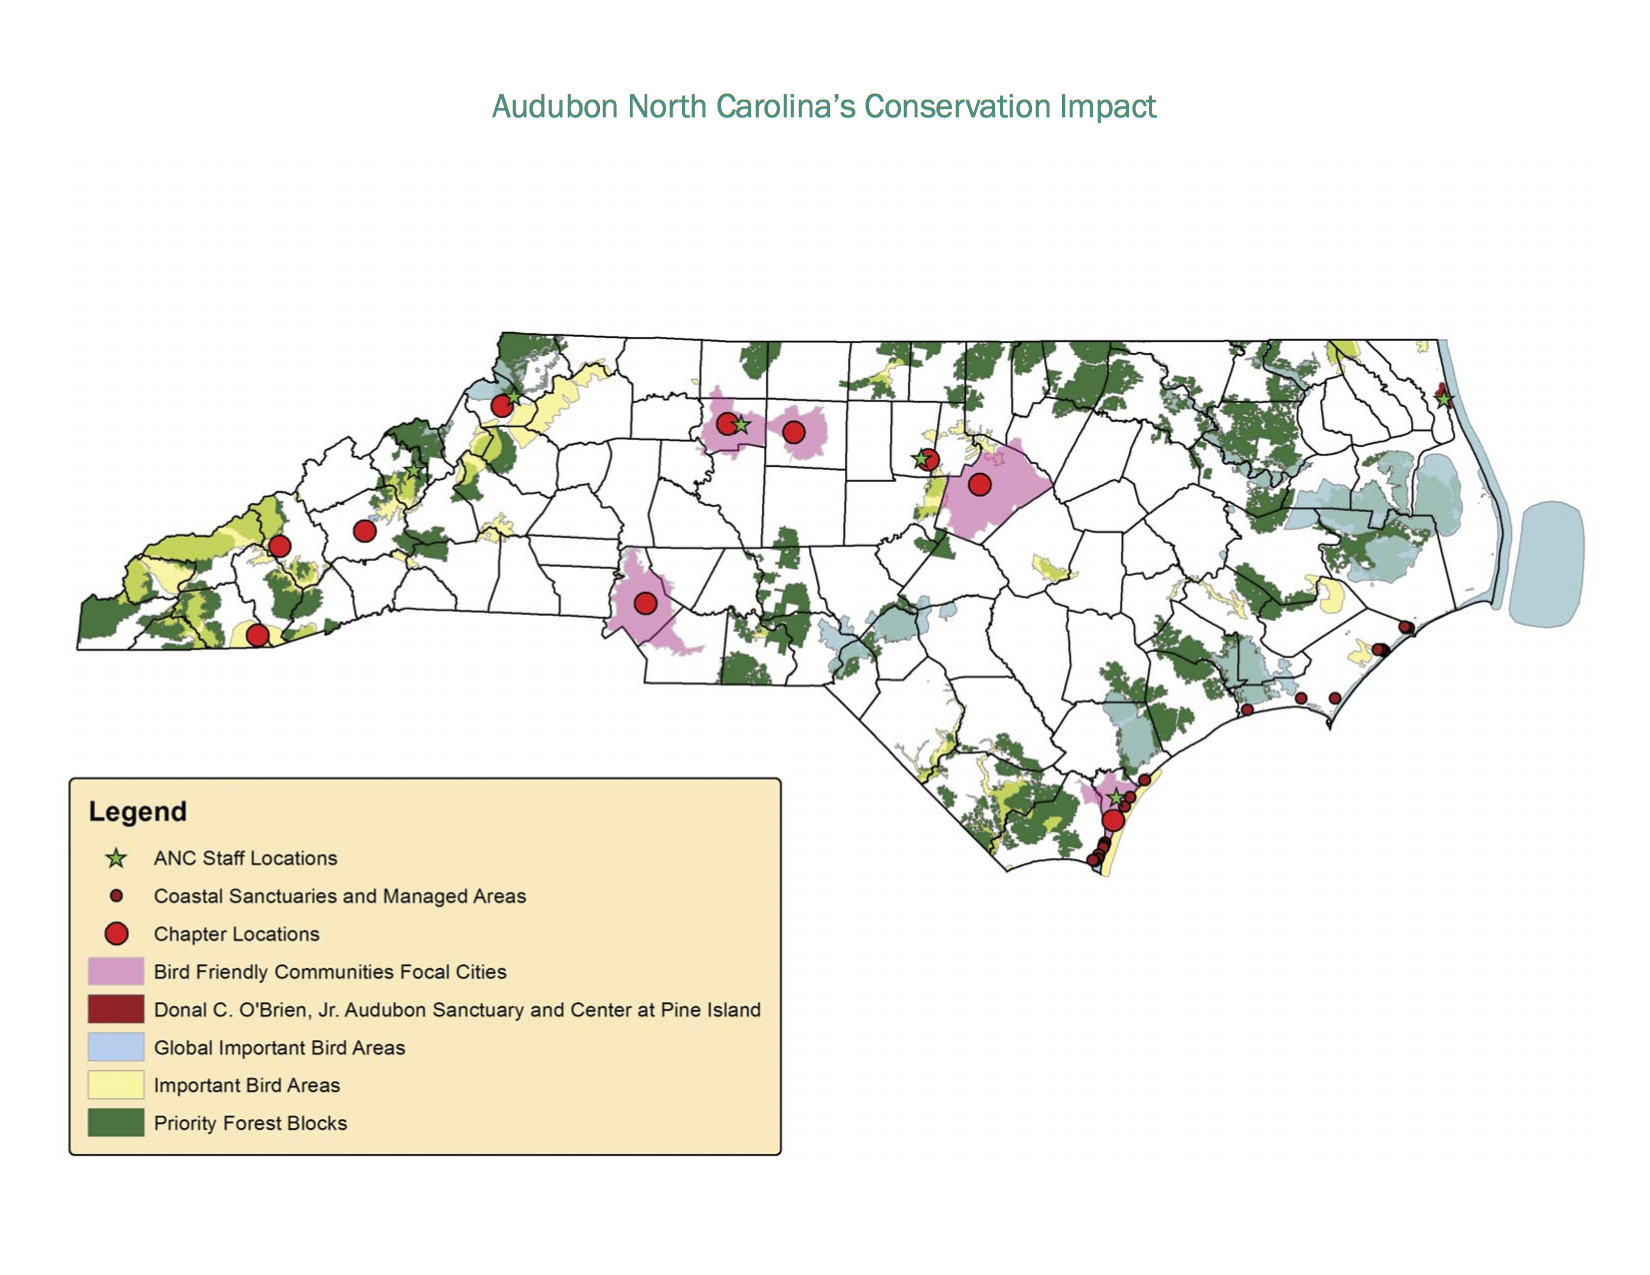 Audubon North Carolina’s Conservation Impact
Legend
ANC Staff Locations
Coastal Sanctuaries and Managed Areas
Chapter Locations
Bird Friendly Communities Focal Cities
Donal C. O'Brien, Jr. Audubon Sanctuary and Center at Pine Island
Global Important Bird Areas
Important Bird Areas
Priority Forest Blocks